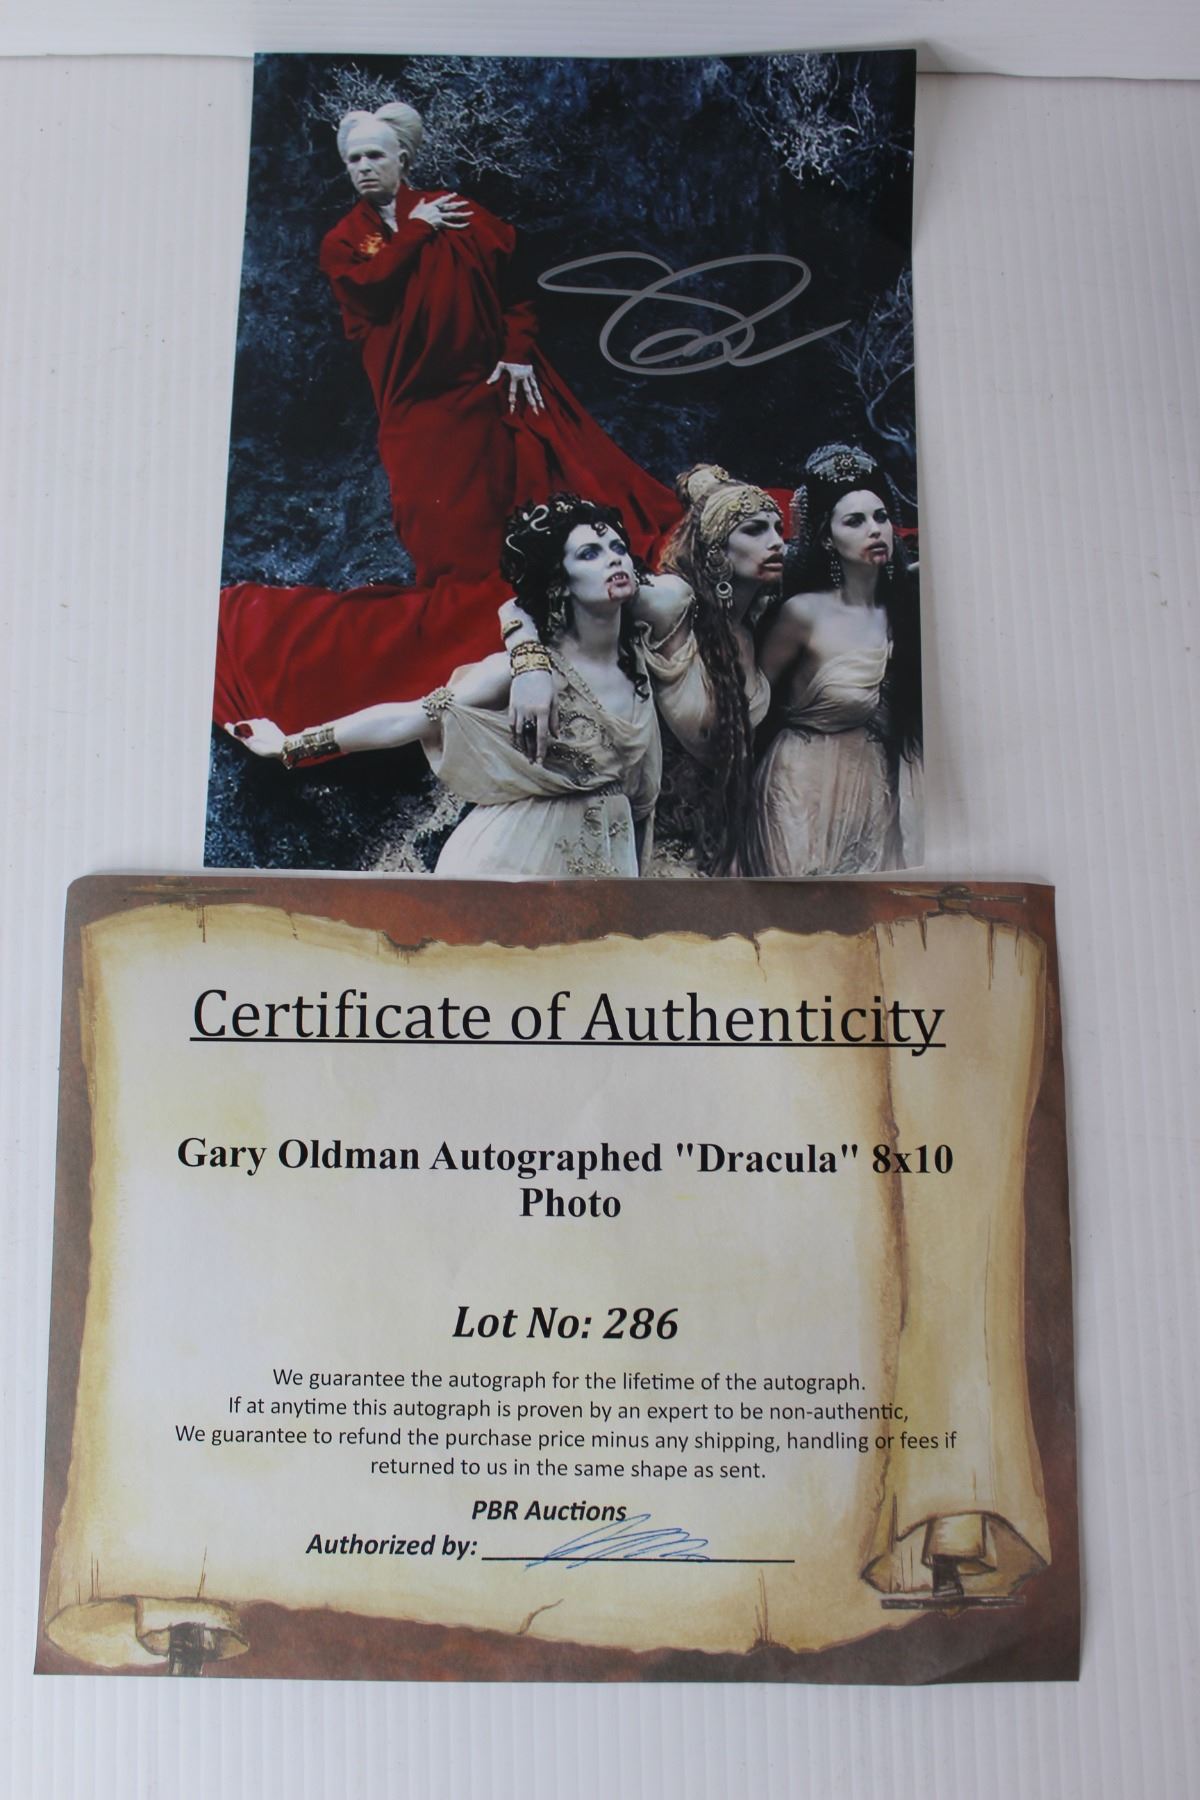 Certificate of Authenticity
Gary Oldman Autographed "Dracula" 8x10
Photo
Lot No: 286
We guarantee the autograph for the lifetime of the autograph.
If at anytime this autograph is proven by an expert to be non-authentic,
We guarantee to refund the purchase price minus any shipping, handling or fees if
returned to us in the same shape as sent.
PBR Auctions
Authorized by: